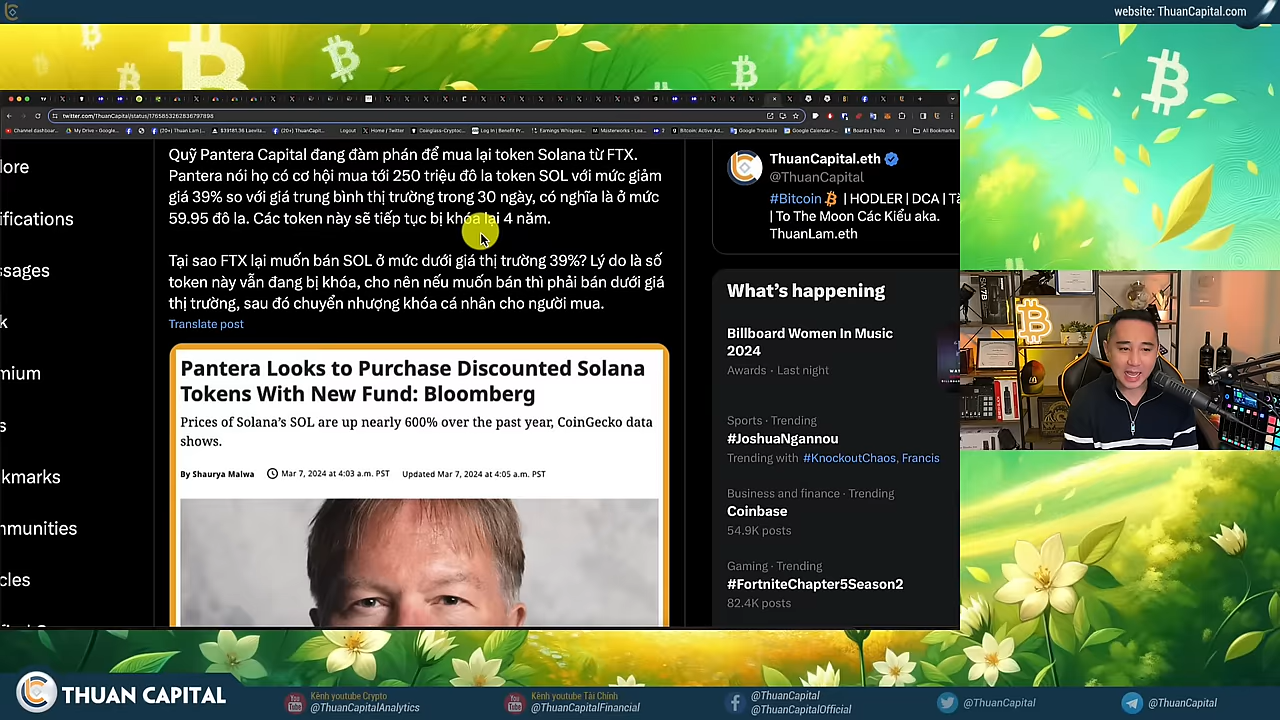 website: ThuanCapital.com
twitter.com/ThuanCapital/status/1765853262836797898
ore
Quỹ Pantera Capital đang đàm phán để mua lại token Solana từ FTX.
Pantera nói họ có cơ hội mua tới 250 triệu đô la token SOL với mức giảm
giá 39% so với giá trung bình thị trường trong 30 ngày, có nghĩa là ở mức
59.95 đô la. Các token này sẽ tiếp tục bị khóa lại 4 năm.
Tại sao FTX lại muốn bán SOL ở mức dưới giá thị trường 39%? Lý do là số
token này vẫn đang bị khóa, cho nên nếu muốn bán thì phải bán dưới giá
thị trường, sau đó chuyển nhượng khóa cá nhân cho người mua.
Translate post
Pantera Looks to Purchase Discounted Solana
Tokens With New Fund: Bloomberg
Prices of Solana's SOL are up nearly 600% over the past year, CoinGecko data
shows.
By Shaurya Malwa
Mar 7, 2024 at 4:03 a.m. PST
Updated Mar 7, 2024 at 4:05 a.m. PST
ifications
ssages
k
mium
s
kmarks
mmunities
cles
ThuanCapital.eth
@ThuanCapital
#Bitcoin | HODLER | DCA | Tà
| To The Moon Các Kiểu aka.
ThuanLam.eth
What's happening
Billboard Women In Music
2024
Awards · Last night
Sports · Trending
#JoshuaNgannou
Trending with #KnockoutChaos, Francis
Business and finance · Trending
Coinbase
54.9K posts
Gaming · Trending
#FortniteChapter5Season2
82.4K posts
THUAN CAPITAL
Kênh youtube Crypto
@ThuanCapitalAnalytics
Kênh youtube Tài Chính
@ThuanCapitalFinancial
@ThuanCapital
@ThuanCapitalOfficial
@ThuanCapital
@ThuanCapital